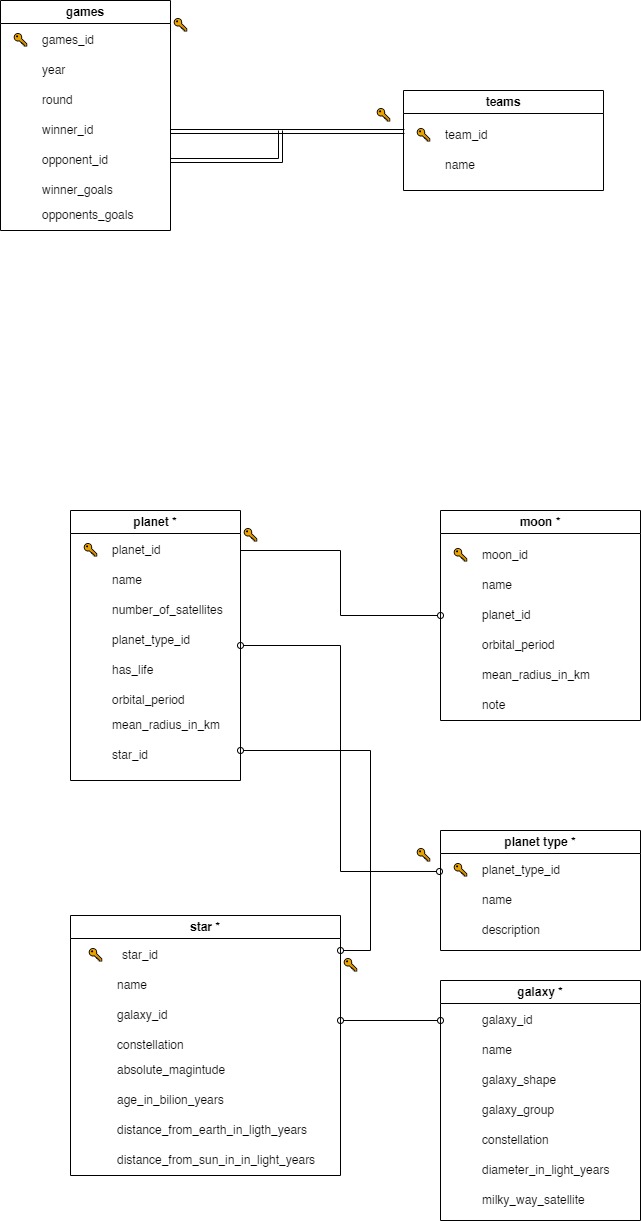 games
games_id
year
round
winner_id
opponent_id
winner_goals
opponents_goals
teams
team_id
name
planet *
planet_id
name
number_of_satellites
planet_type_id
has_life
orbital_period
mean_radius_in_km
star_id
moon *
moon_id
name
planet_id
orbital_period
mean_radius_in_km
note
planet type *
planet_type_id
name
description
star *
star_id
name
galaxy_id
constellation
absolute_magintude
age_in_bilion_years
distance_from_earth_in_ligth_years
distance_from_sun_in_in_light_years
galaxy *
galaxy_id
name
galaxy_shape
galaxy_group
constellation
diameter_in_light_years
milky_way_satellite